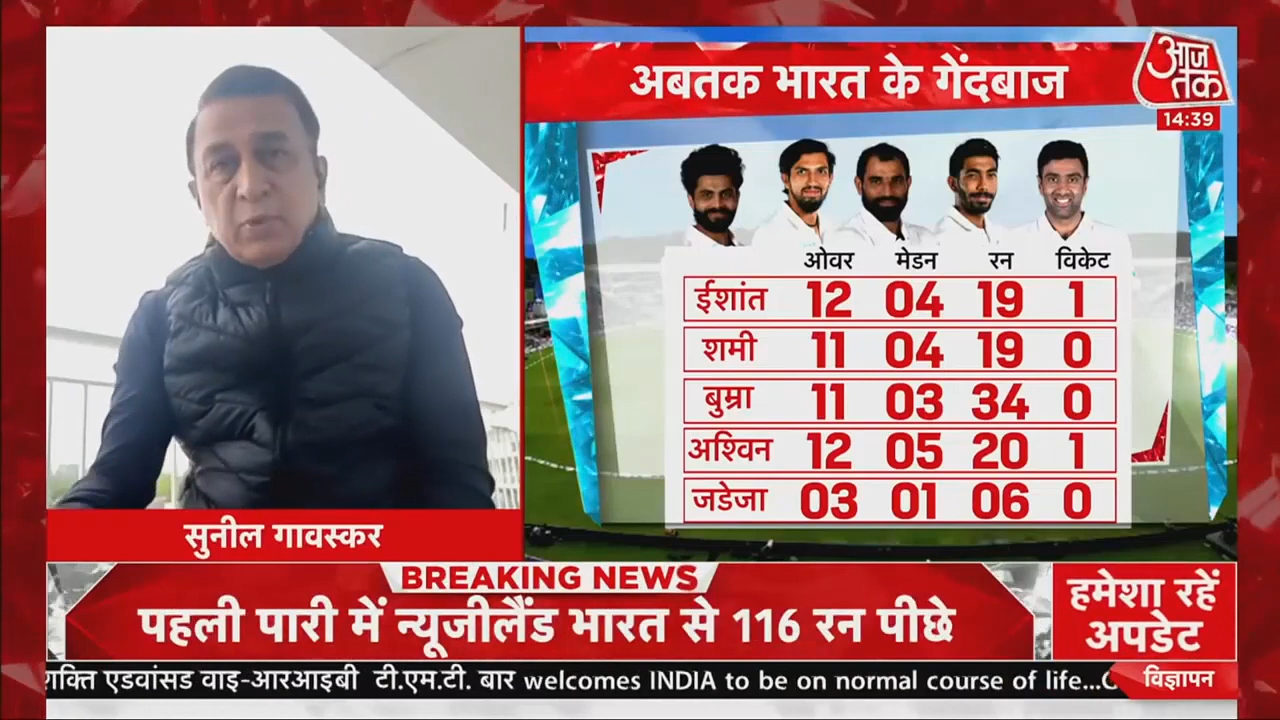 अबतक भारत के गेंदबाज
आज
तक
14:39
ओवर मेडन रन विकेट
ईशांत 12 04 19 1
शमी 11 04 19 0
बुम्रा 11 03 34 0
अश्विन 12 05 20 1
जडेजा 03 01 06 0
सुनील गावस्कर
BREAKING NEWS
पहली पारी में न्यूजीलैंड भारत से 116 रन पीछे
हमेशा रहें
अपडेट
एडवांसड वाइ-आरआइबी टी.एम.टी. बार welcomes INDIA to be on normal course of life...
विज्ञापन